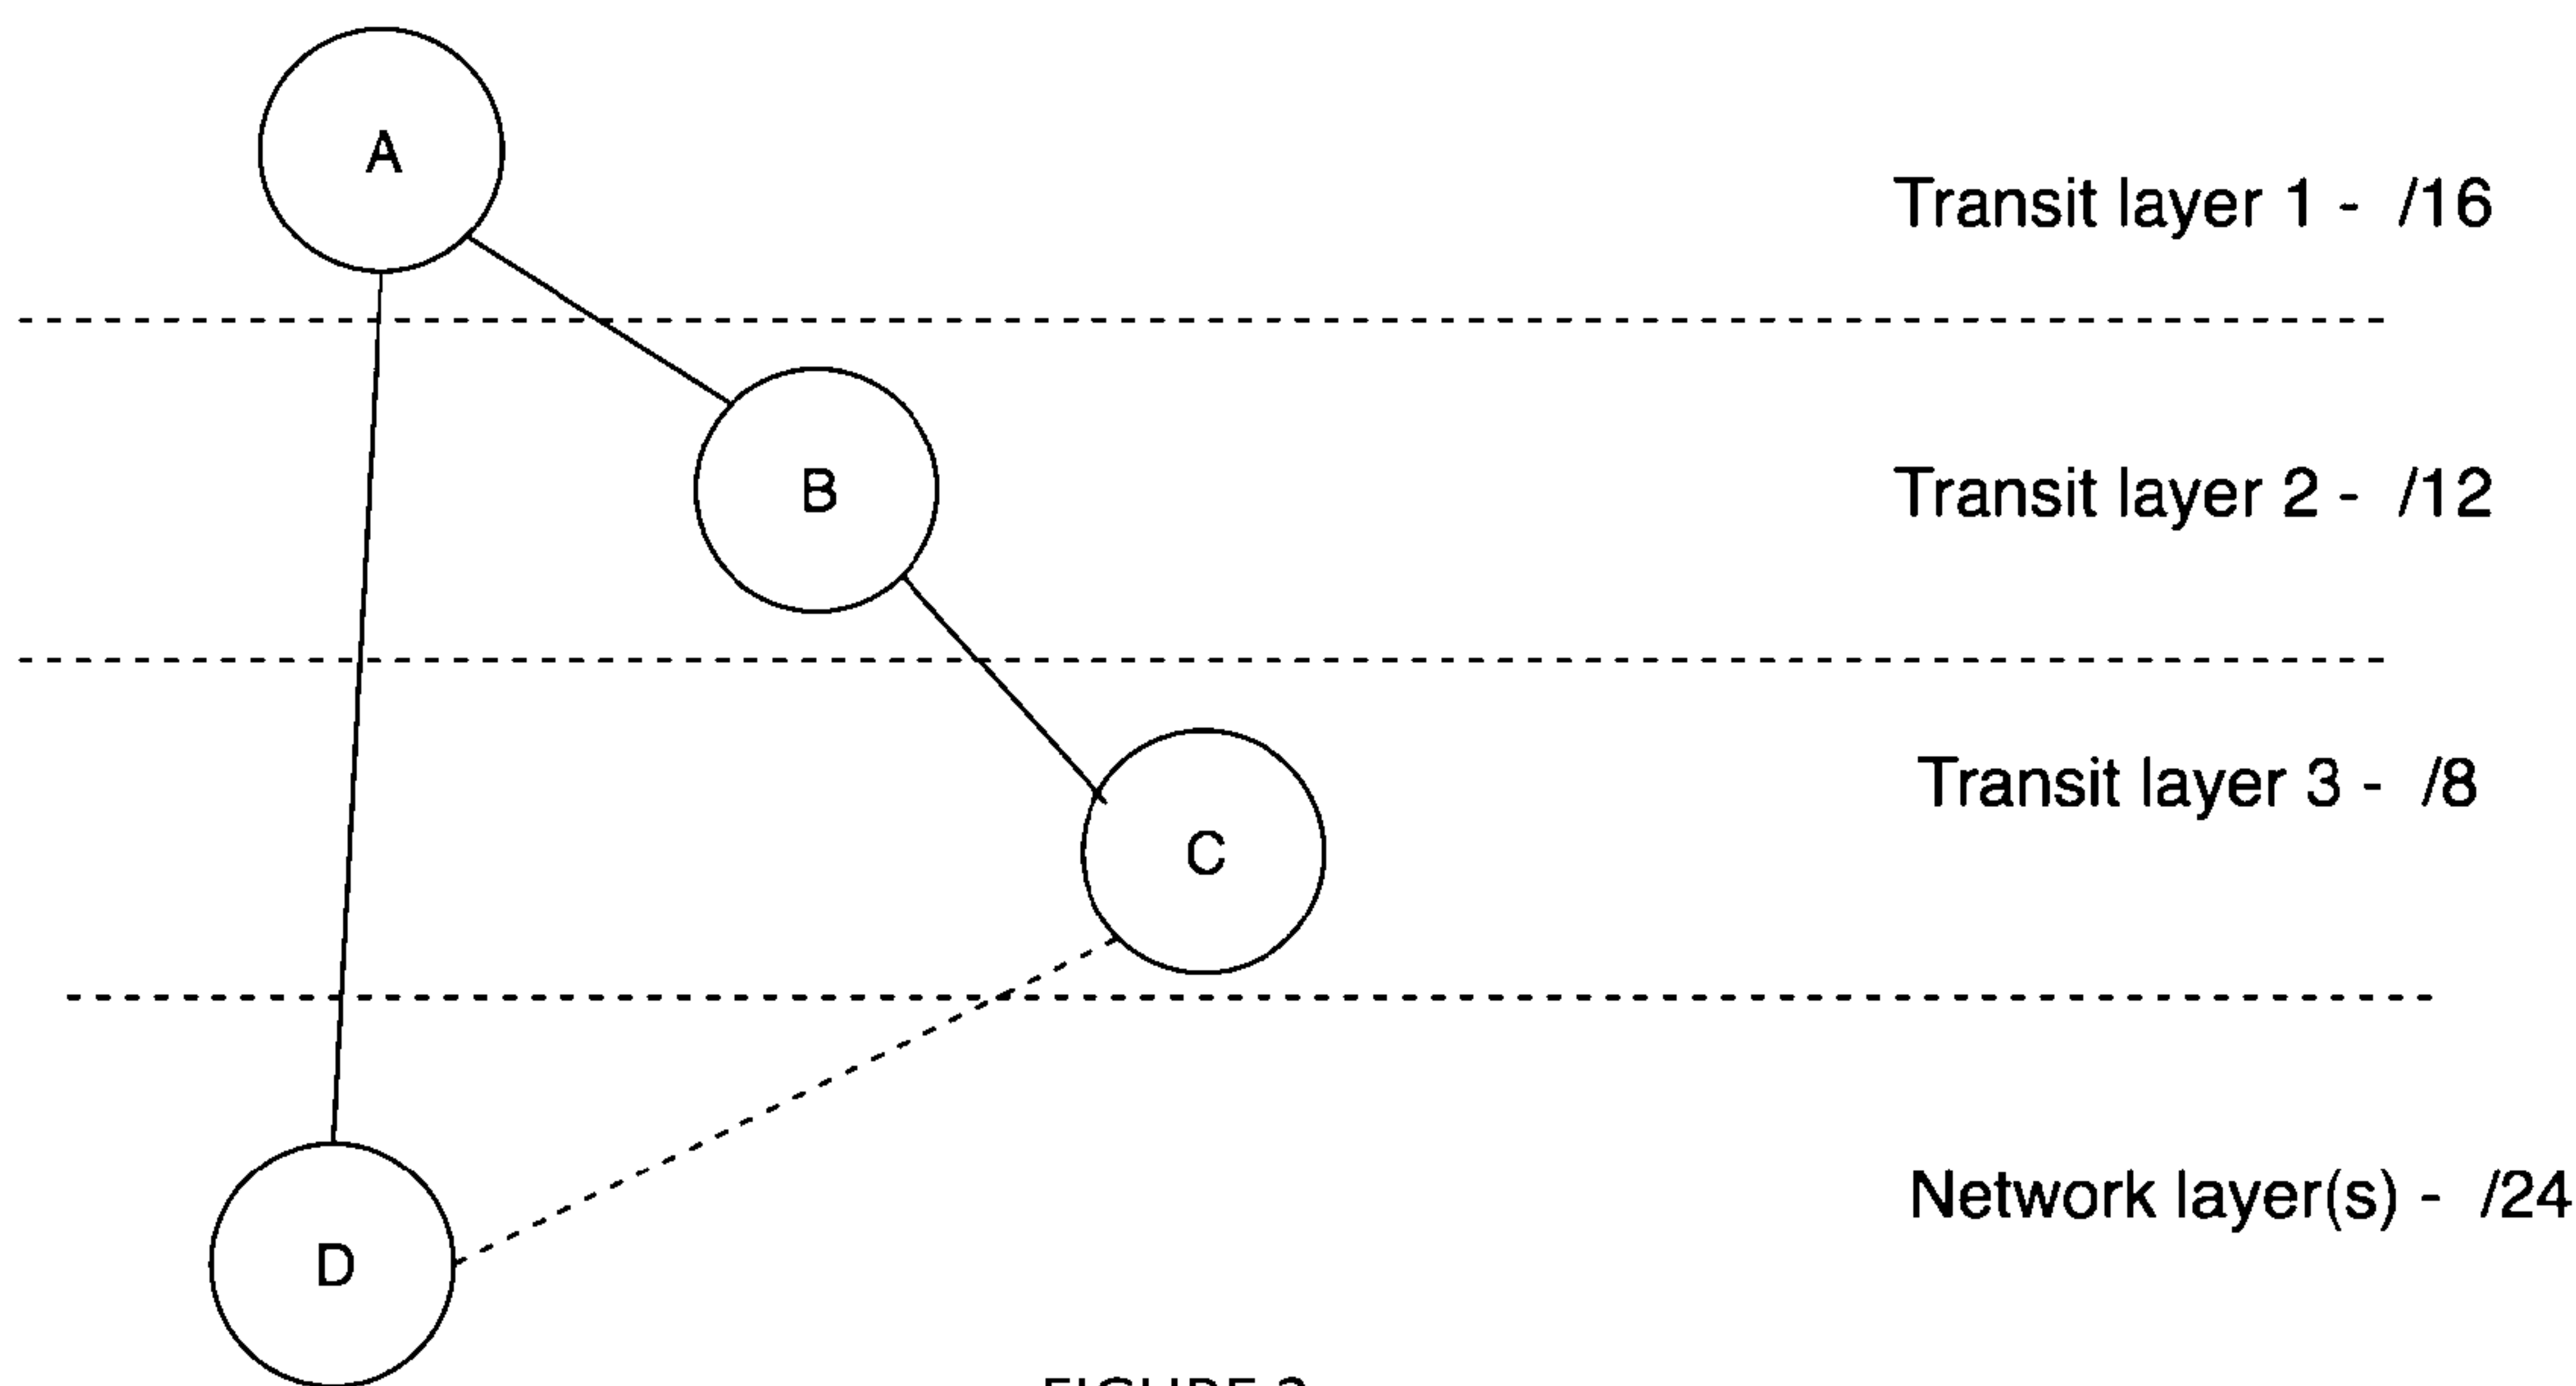 A
Transit layer 1 - /16
B
Transit layer 2 - /12
Transit layer 3 - /8
C
Network layer(s) - /24
D